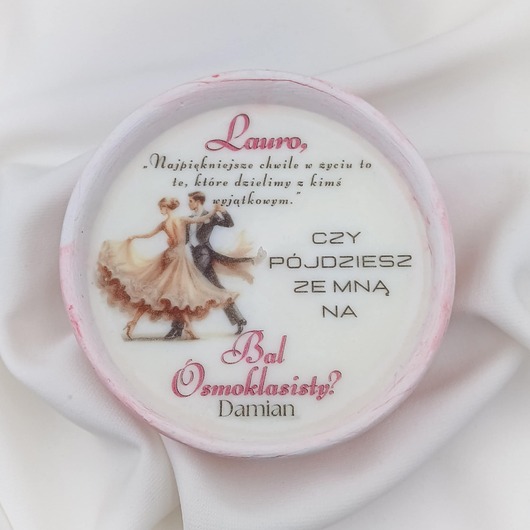 Lauro,
„Najpiękniejsze chwile w życiu to
te, które dzielimy z kimś
wyjątkowym."
CZY
PÓJDZIESZ
ZE MNĄ
NA
Bal
Ósmoklasisty?
Damian